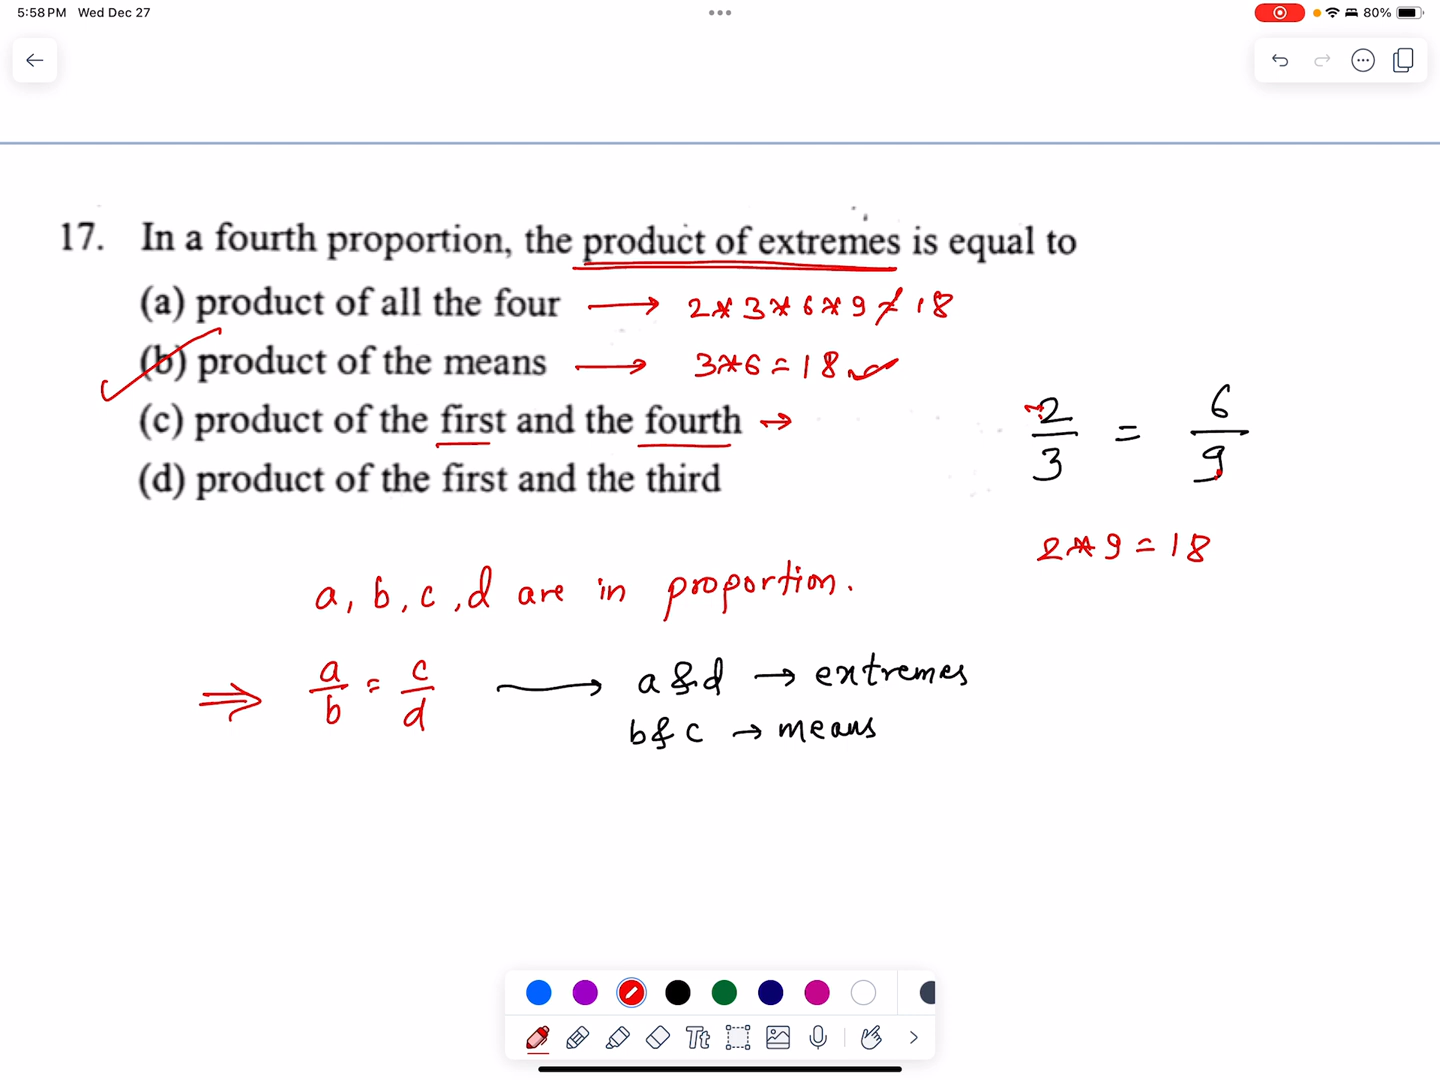 5:58 PM Wed Dec 27
80%
17. In a fourth proportion, the product of extremes is equal to
(a) product of all the four → 2*3*6*9 ≠ 18
(b) product of the means → 3*6 = 18 ✓
(c) product of the first and the fourth →
(d) product of the first and the third
2/3 = 6/9
2*9 = 18
a, b, c, d are in proportion.
⇒ a/b = c/d → a & d → extremes
b & c → means
Tt